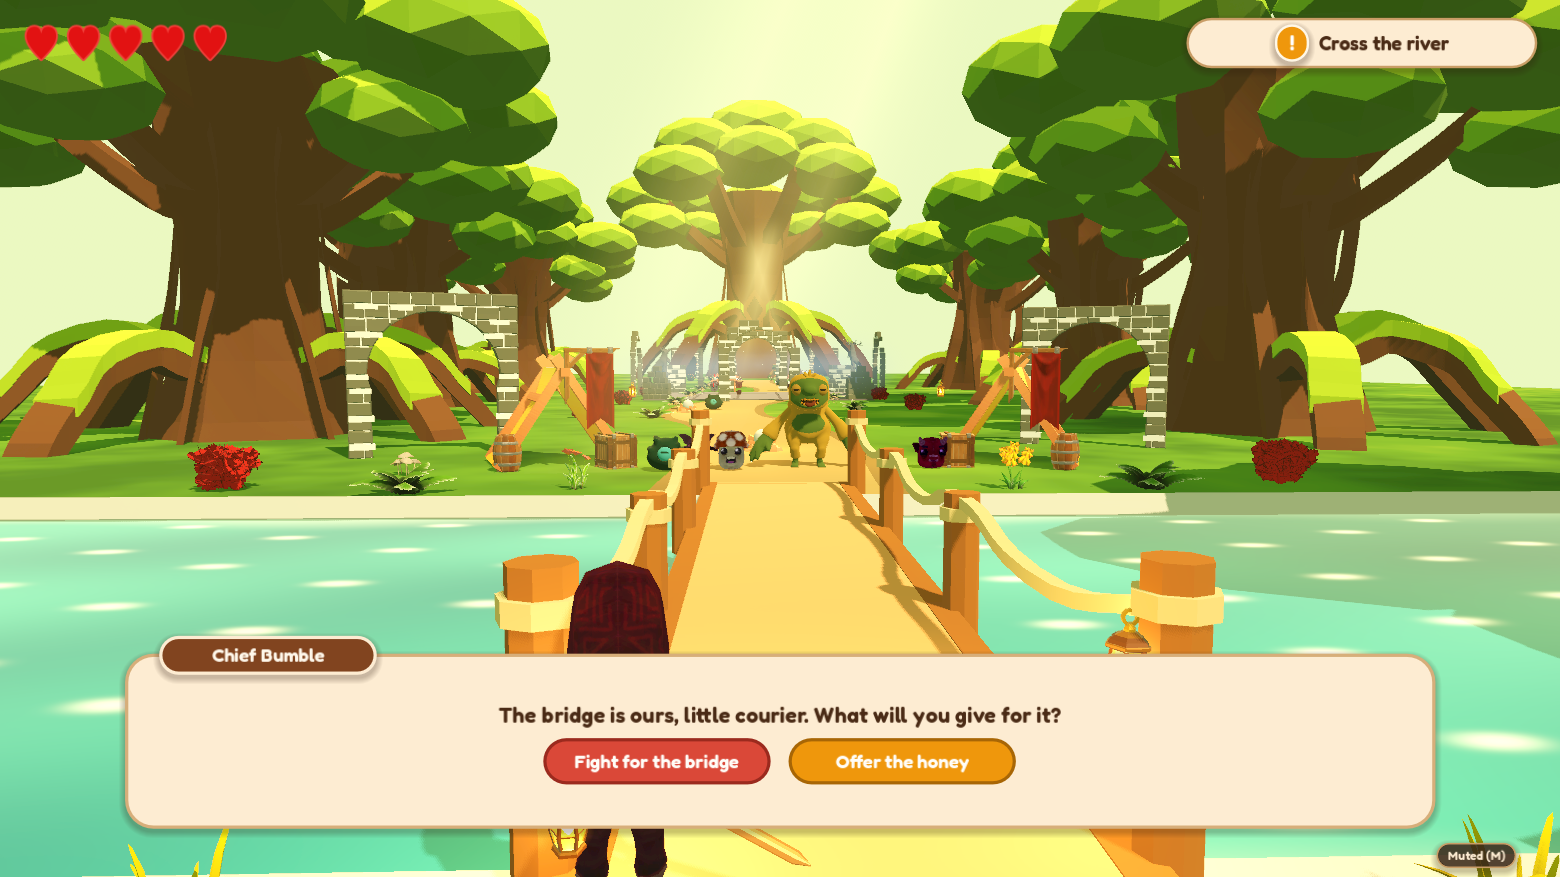 ! Cross the river
Chief Bumble
The bridge is ours, little courier. What will you give for it?
Fight for the bridge
Offer the honey
Muted (M)